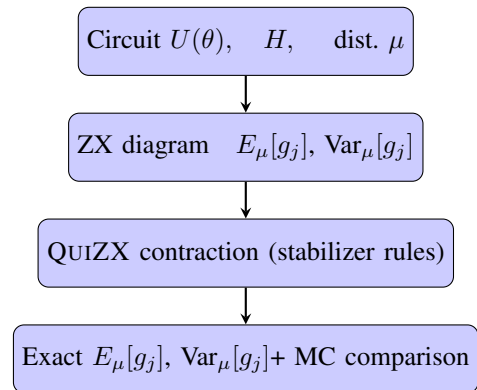 Circuit U(θ), H, dist. μ
ZX diagram E_μ[g_j], Var_μ[g_j]
QUIZX contraction (stabilizer rules)
Exact E_μ[g_j], Var_μ[g_j]+ MC comparison